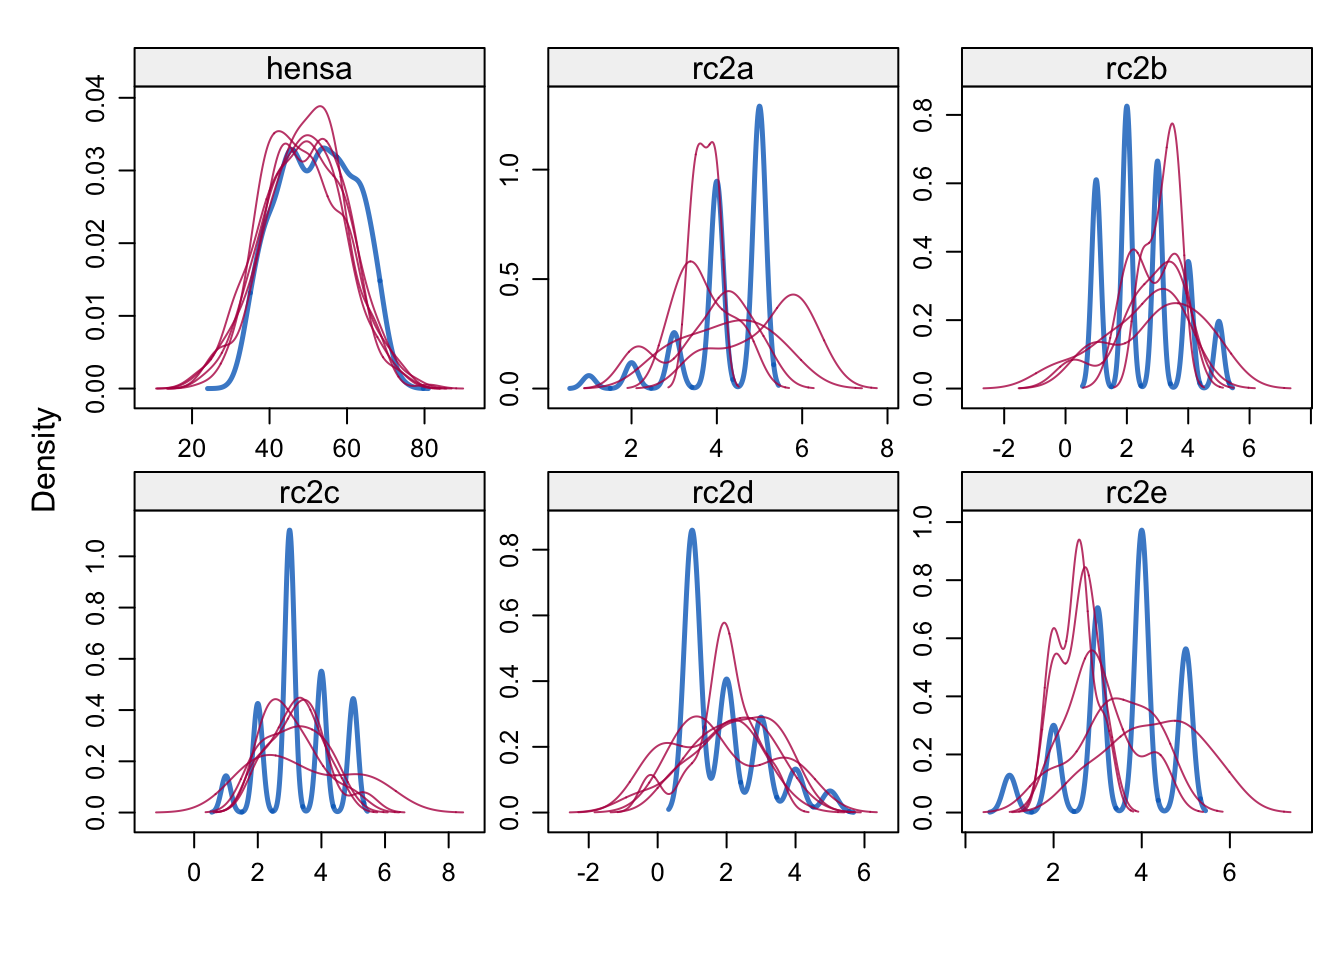 Density
hensa
0.00 0.01 0.02 0.03 0.04
20 40 60 80
rc2a
0.0 0.5 1.0
2 4 6 8
rc2b
0.0 0.2 0.4 0.6 0.8
-2 0 2 4 6
rc2c
0.0 0.2 0.4 0.6 0.8 1.0
0 2 4 6 8
rc2d
0.0 0.2 0.4 0.6 0.8
-2 0 2 4 6
rc2e
0.0 0.2 0.4 0.6 0.8 1.0
2 4 6